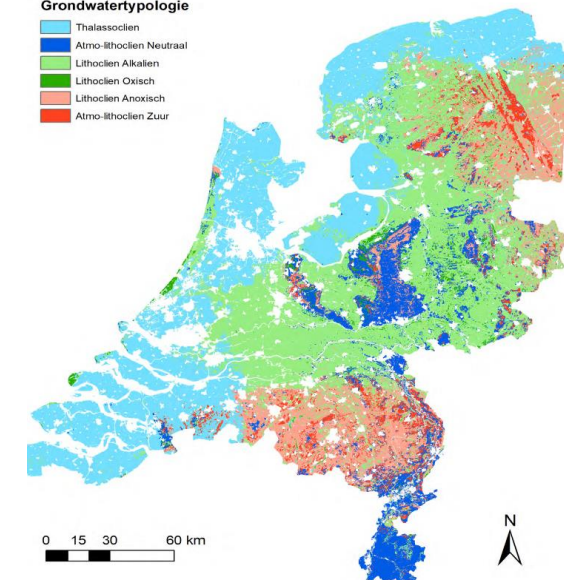 Grondwatertypologie
Thalassoclien
Atmo-lithoclien Neutraal
Lithoclien Alkalien
Lithoclien Oxisch
Lithoclien Anoxisch
Atmo-lithoclien Zuur
N
0 15 30 60 km